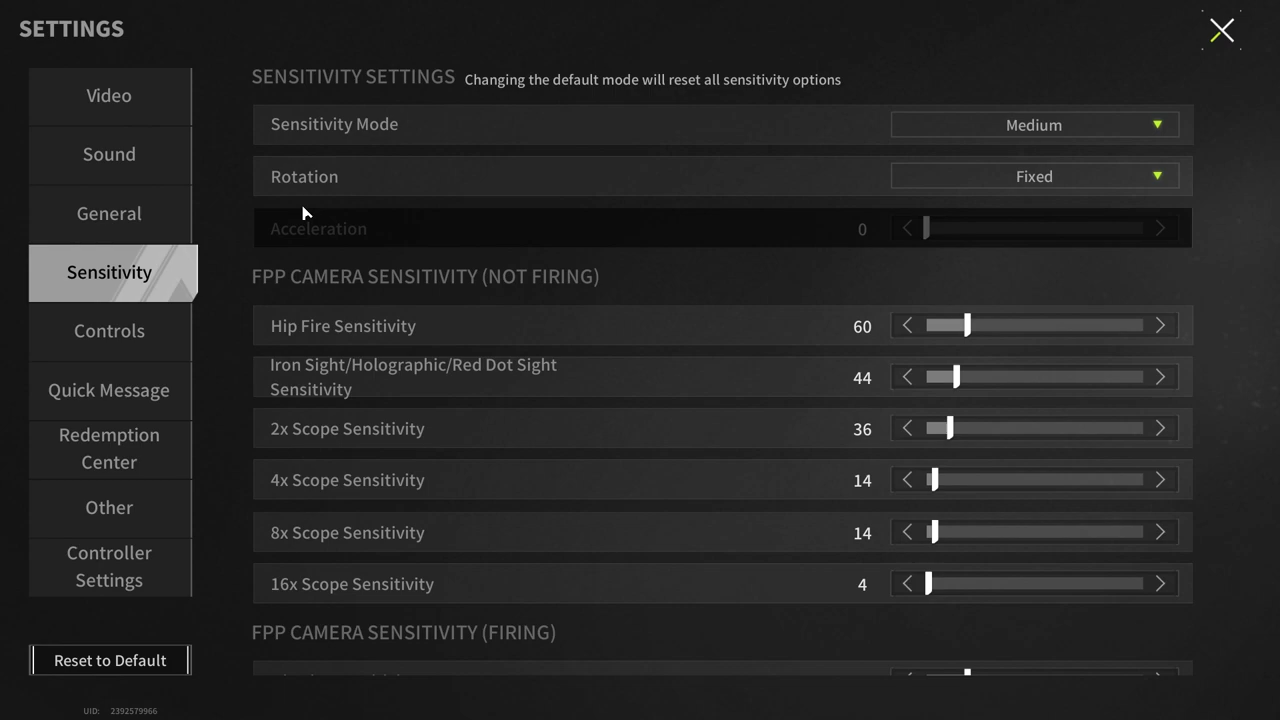 SETTINGS
Video
Sound
General
Sensitivity
Controls
Quick Message
Redemption
Center
Other
Controller
Settings
Reset to Default
UID: 2392579966
SENSITIVITY SETTINGS Changing the default mode will reset all sensitivity options
Sensitivity Mode Medium
Rotation Fixed
Acceleration 0
FPP CAMERA SENSITIVITY (NOT FIRING)
Hip Fire Sensitivity 60
Iron Sight/Holographic/Red Dot Sight
Sensitivity 44
2x Scope Sensitivity 36
4x Scope Sensitivity 14
8x Scope Sensitivity 14
16x Scope Sensitivity 4
FPP CAMERA SENSITIVITY (FIRING)